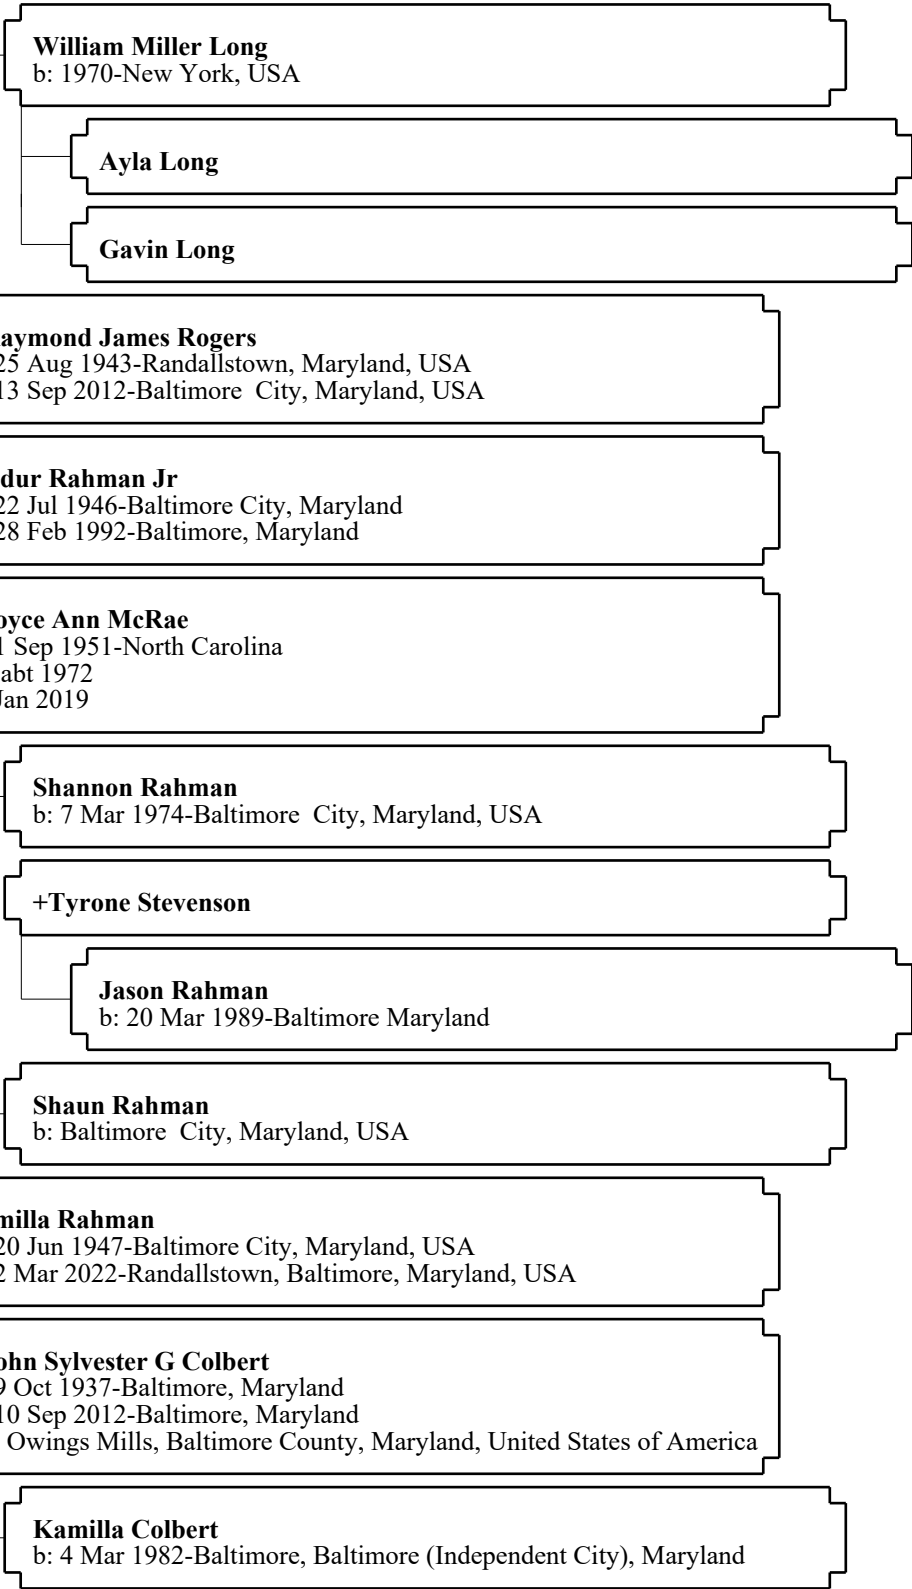 William Miller Long
b: 1970-New York, USA
Ayla Long
Gavin Long
aymond James Rogers
25 Aug 1943-Randallstown, Maryland, USA
13 Sep 2012-Baltimore  City, Maryland, USA
dur Rahman Jr
22 Jul 1946-Baltimore City, Maryland
28 Feb 1992-Baltimore, Maryland
oyce Ann McRae
1 Sep 1951-North Carolina
abt 1972
Jan 2019
Shannon Rahman
b: 7 Mar 1974-Baltimore  City, Maryland, USA
+Tyrone Stevenson
Jason Rahman
b: 20 Mar 1989-Baltimore Maryland
Shaun Rahman
b: Baltimore  City, Maryland, USA
milla Rahman
20 Jun 1947-Baltimore City, Maryland, USA
2 Mar 2022-Randallstown, Baltimore, Maryland, USA
ohn Sylvester G Colbert
9 Oct 1937-Baltimore, Maryland
10 Sep 2012-Baltimore, Maryland
Owings Mills, Baltimore County, Maryland, United States of America
Kamilla Colbert
b: 4 Mar 1982-Baltimore, Baltimore (Independent City), Maryland